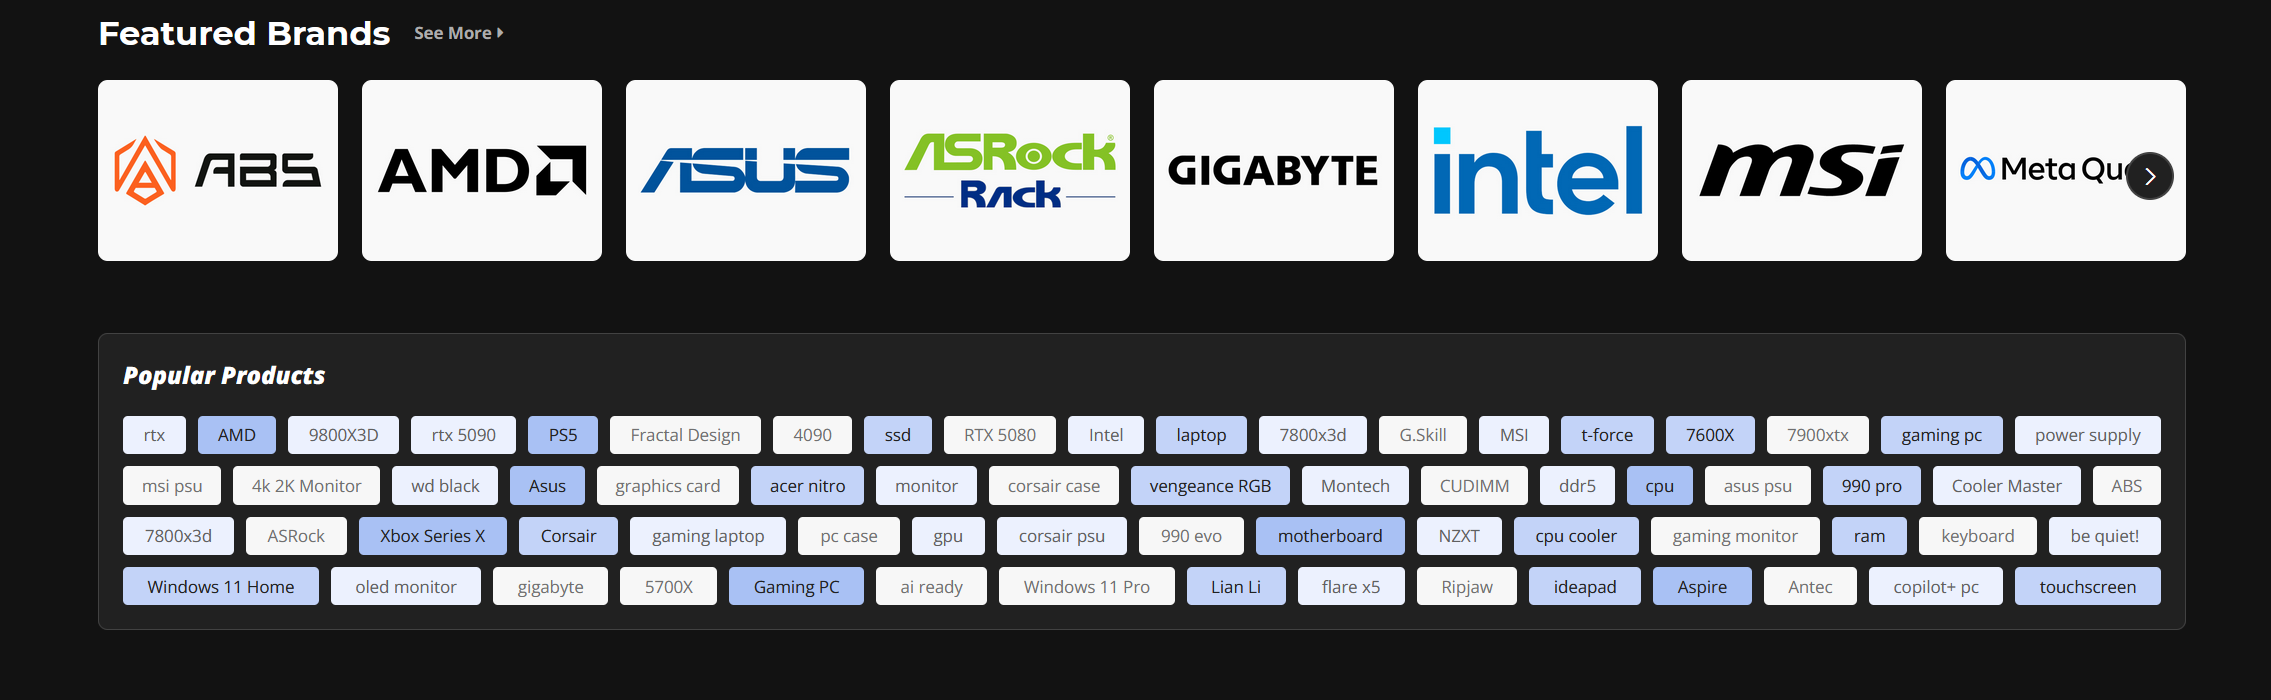 Featured Brands See More
ABS
AMD
ASUS
ASRock®
Rack
GIGABYTE
intel
msi
Meta
Popular Products
rtx AMD 9800X3D rtx 5090 PS5 Fractal Design 4090 ssd RTX 5080 Intel laptop 7800x3d G.Skill MSI t-force 7600X 7900xtx gaming pc power supply
msi psu 4k 2K Monitor wd black Asus graphics card acer nitro monitor corsair case vengeance RGB Montech CUDIMM ddr5 cpu asus psu 990 pro Cooler Master ABS
7800x3d ASRock Xbox Series X Corsair gaming laptop pc case gpu corsair psu 990 evo motherboard NZXT cpu cooler gaming monitor ram keyboard be quiet!
Windows 11 Home oled monitor gigabyte 5700X Gaming PC ai ready Windows 11 Pro Lian Li flare x5 Ripjaw ideapad Aspire Antec copilot+ pc touchscreen